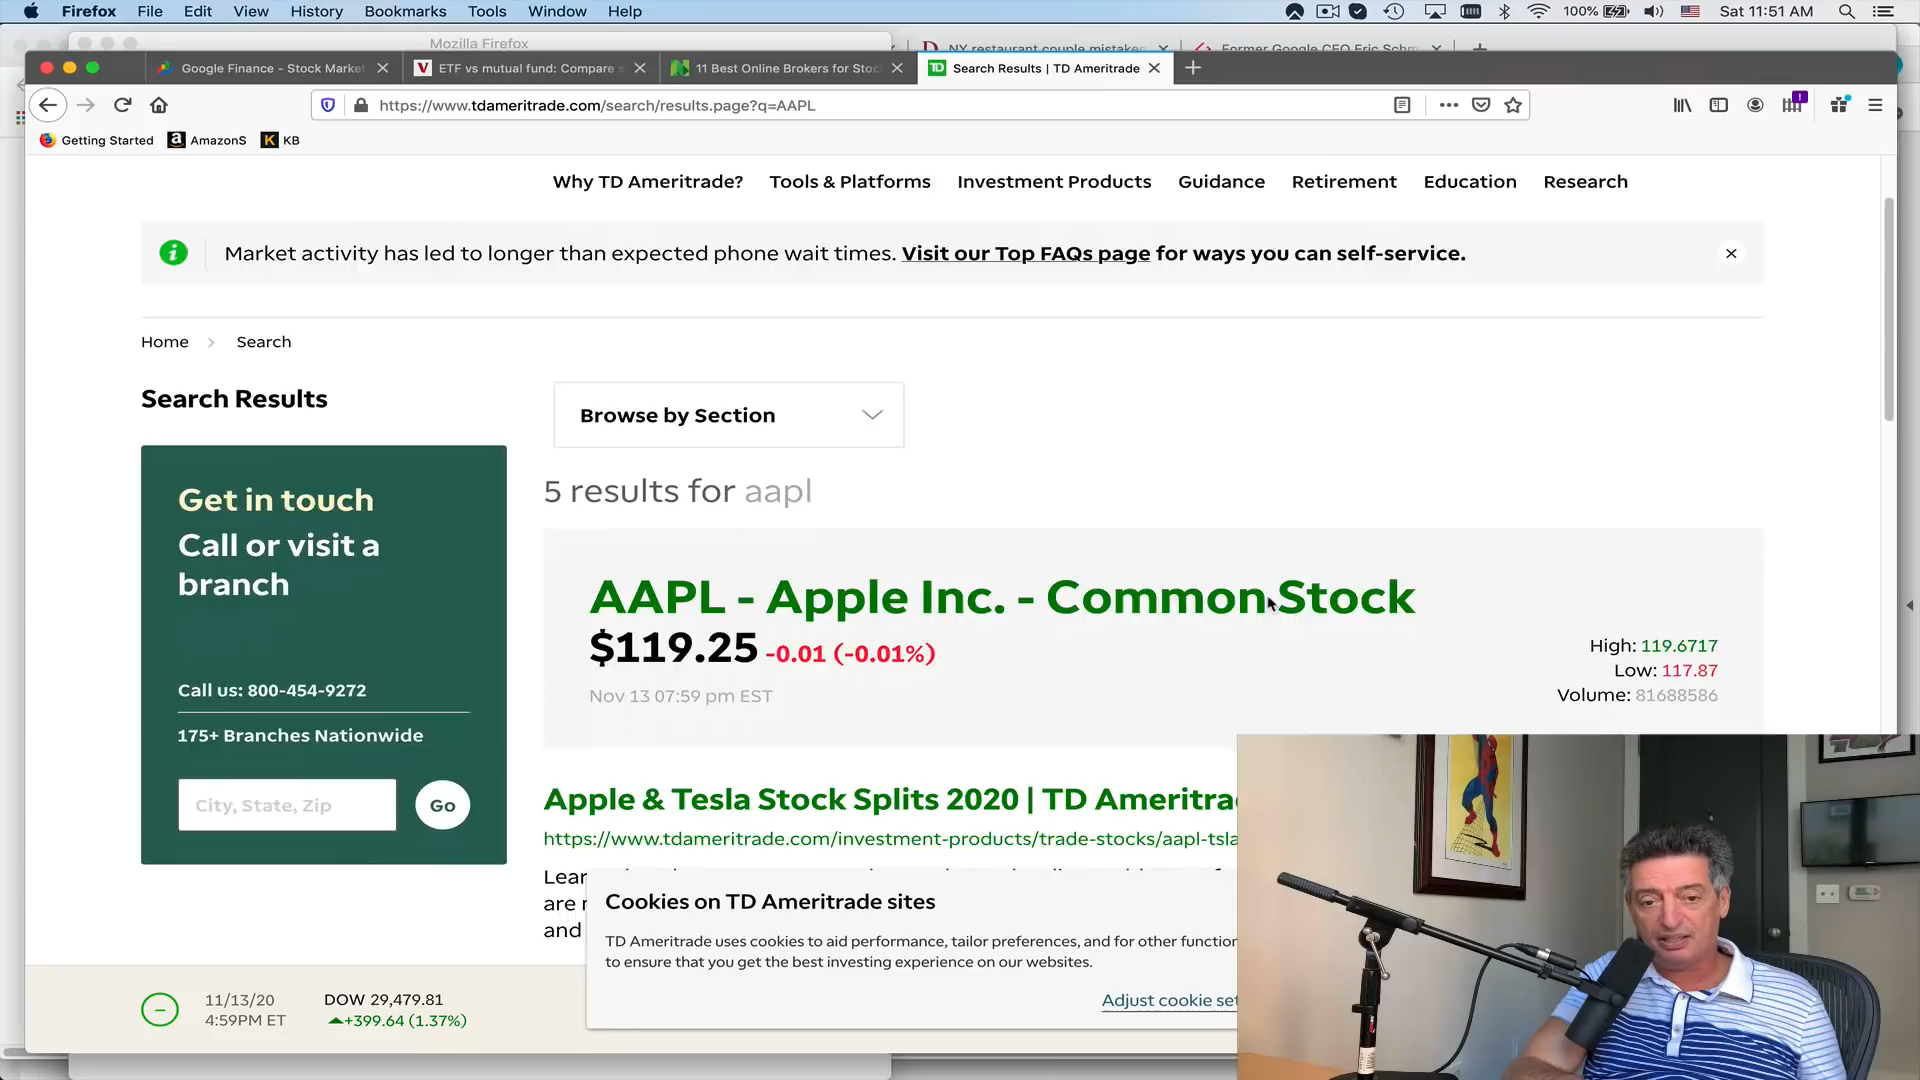 Firefox File Edit View History Bookmarks Tools Window Help
100% Sat 11:51 AM
Mozilla Firefox
NY restaurant couple mistake
Former Google CEO Eric Schm
Google Finance - Stock Market
ETF vs mutual fund: Compare s
11 Best Online Brokers for Stoc
Search Results | TD Ameritrade
https://www.tdameritrade.com/search/results.page?q=AAPL
Getting Started AmazonS KB
Why TD Ameritrade? Tools & Platforms Investment Products Guidance Retirement Education Research
Market activity has led to longer than expected phone wait times. Visit our Top FAQs page for ways you can self-service.
Home > Search
Search Results
Browse by Section
Get in touch
Call or visit a
branch
Call us: 800-454-9272
175+ Branches Nationwide
City, State, Zip
Go
5 results for aapl
AAPL - Apple Inc. - Common Stock
$119.25 -0.01 (-0.01%)
Nov 13 07:59 pm EST
High: 119.6717
Low: 117.87
Volume: 81688586
Apple & Tesla Stock Splits 2020 | TD Ameritra
https://www.tdameritrade.com/investment-products/trade-stocks/aapl-tsla
Lear
are
and
Cookies on TD Ameritrade sites
TD Ameritrade uses cookies to aid performance, tailor preferences, and for other function
to ensure that you get the best investing experience on our websites.
Adjust cookie set
11/13/20
4:59PM ET
DOW 29,479.81
+399.64 (1.37%)